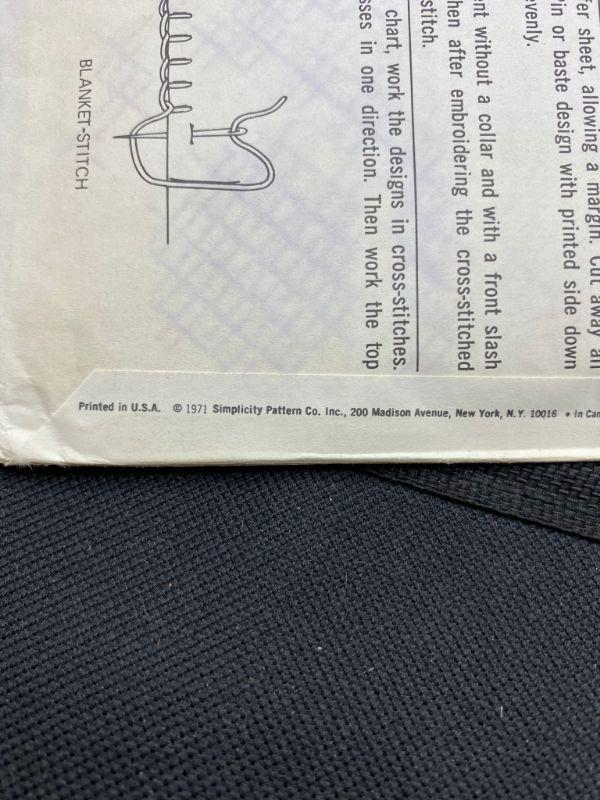 fer sheet, allowing a margin. Cut away all
in or baste design with printed side down
evenly.
ent without a collar and with a front slash
hen after embroidering the cross-stitched
stitch.
chart, work the designs in cross-stitches.
sses in one direction. Then work the top
BLANKET-STITCH
Printed in U.S.A. © 1971 Simplicity Pattern Co. Inc., 200 Madison Avenue, New York, N.Y. 10016 • in Can